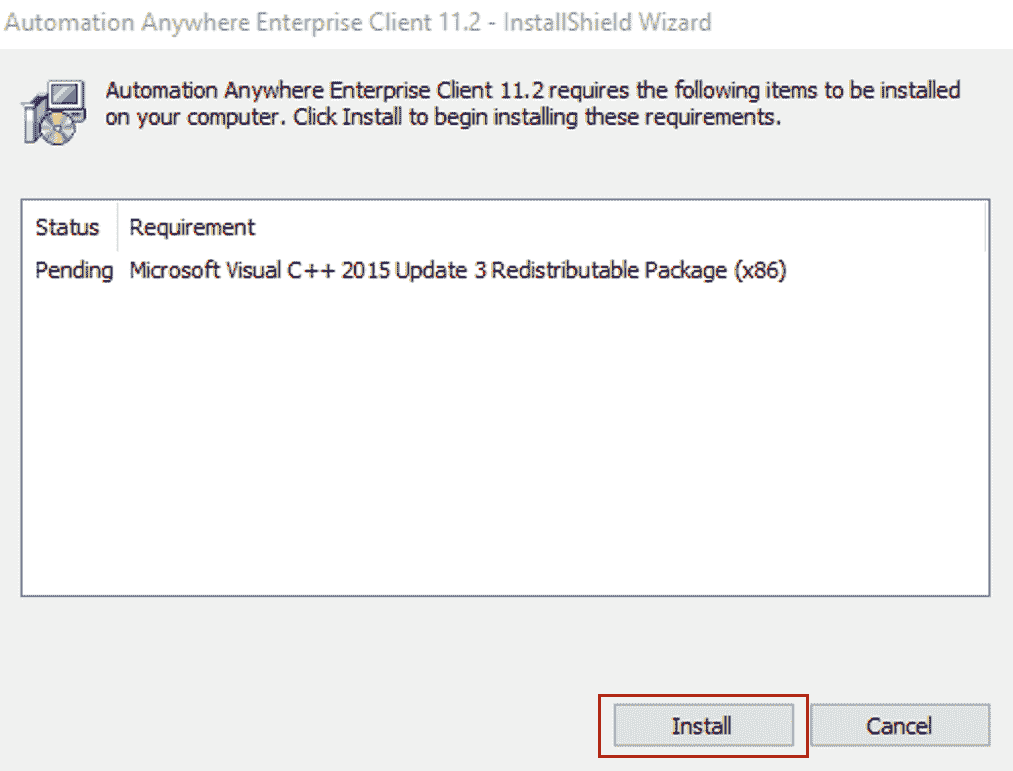 Automation Anywhere Enterprise Client 11.2 - InstallShield Wizard
Automation Anywhere Enterprise Client 11.2 requires the following items to be installed
on your computer. Click Install to begin installing these requirements.
Status Requirement
Pending Microsoft Visual C++ 2015 Update 3 Redistributable Package (x86)
Install Cancel